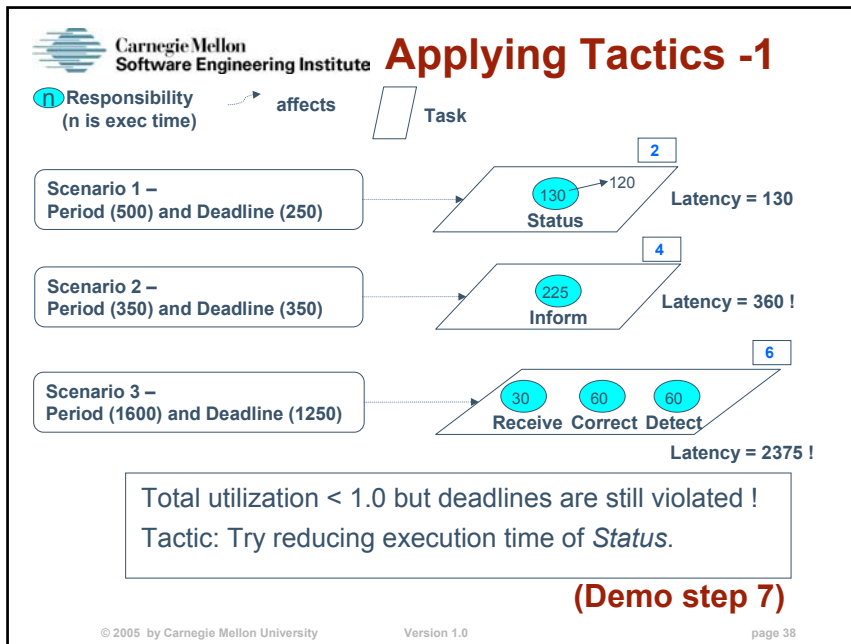 Carnegie Mellon
Software Engineering Institute
Applying Tactics -1
n Responsibility
(n is exec time)
affects
Task
Scenario 1 –
Period (500) and Deadline (250)
2
130
120
Status
Latency = 130
Scenario 2 –
Period (350) and Deadline (350)
4
225
Inform
Latency = 360 !
Scenario 3 –
Period (1600) and Deadline (1250)
6
30 60 60
Receive Correct Detect
Latency = 2375 !
Total utilization < 1.0 but deadlines are still violated !
Tactic: Try reducing execution time of Status.
(Demo step 7)
© 2005 by Carnegie Mellon University Version 1.0 page 38